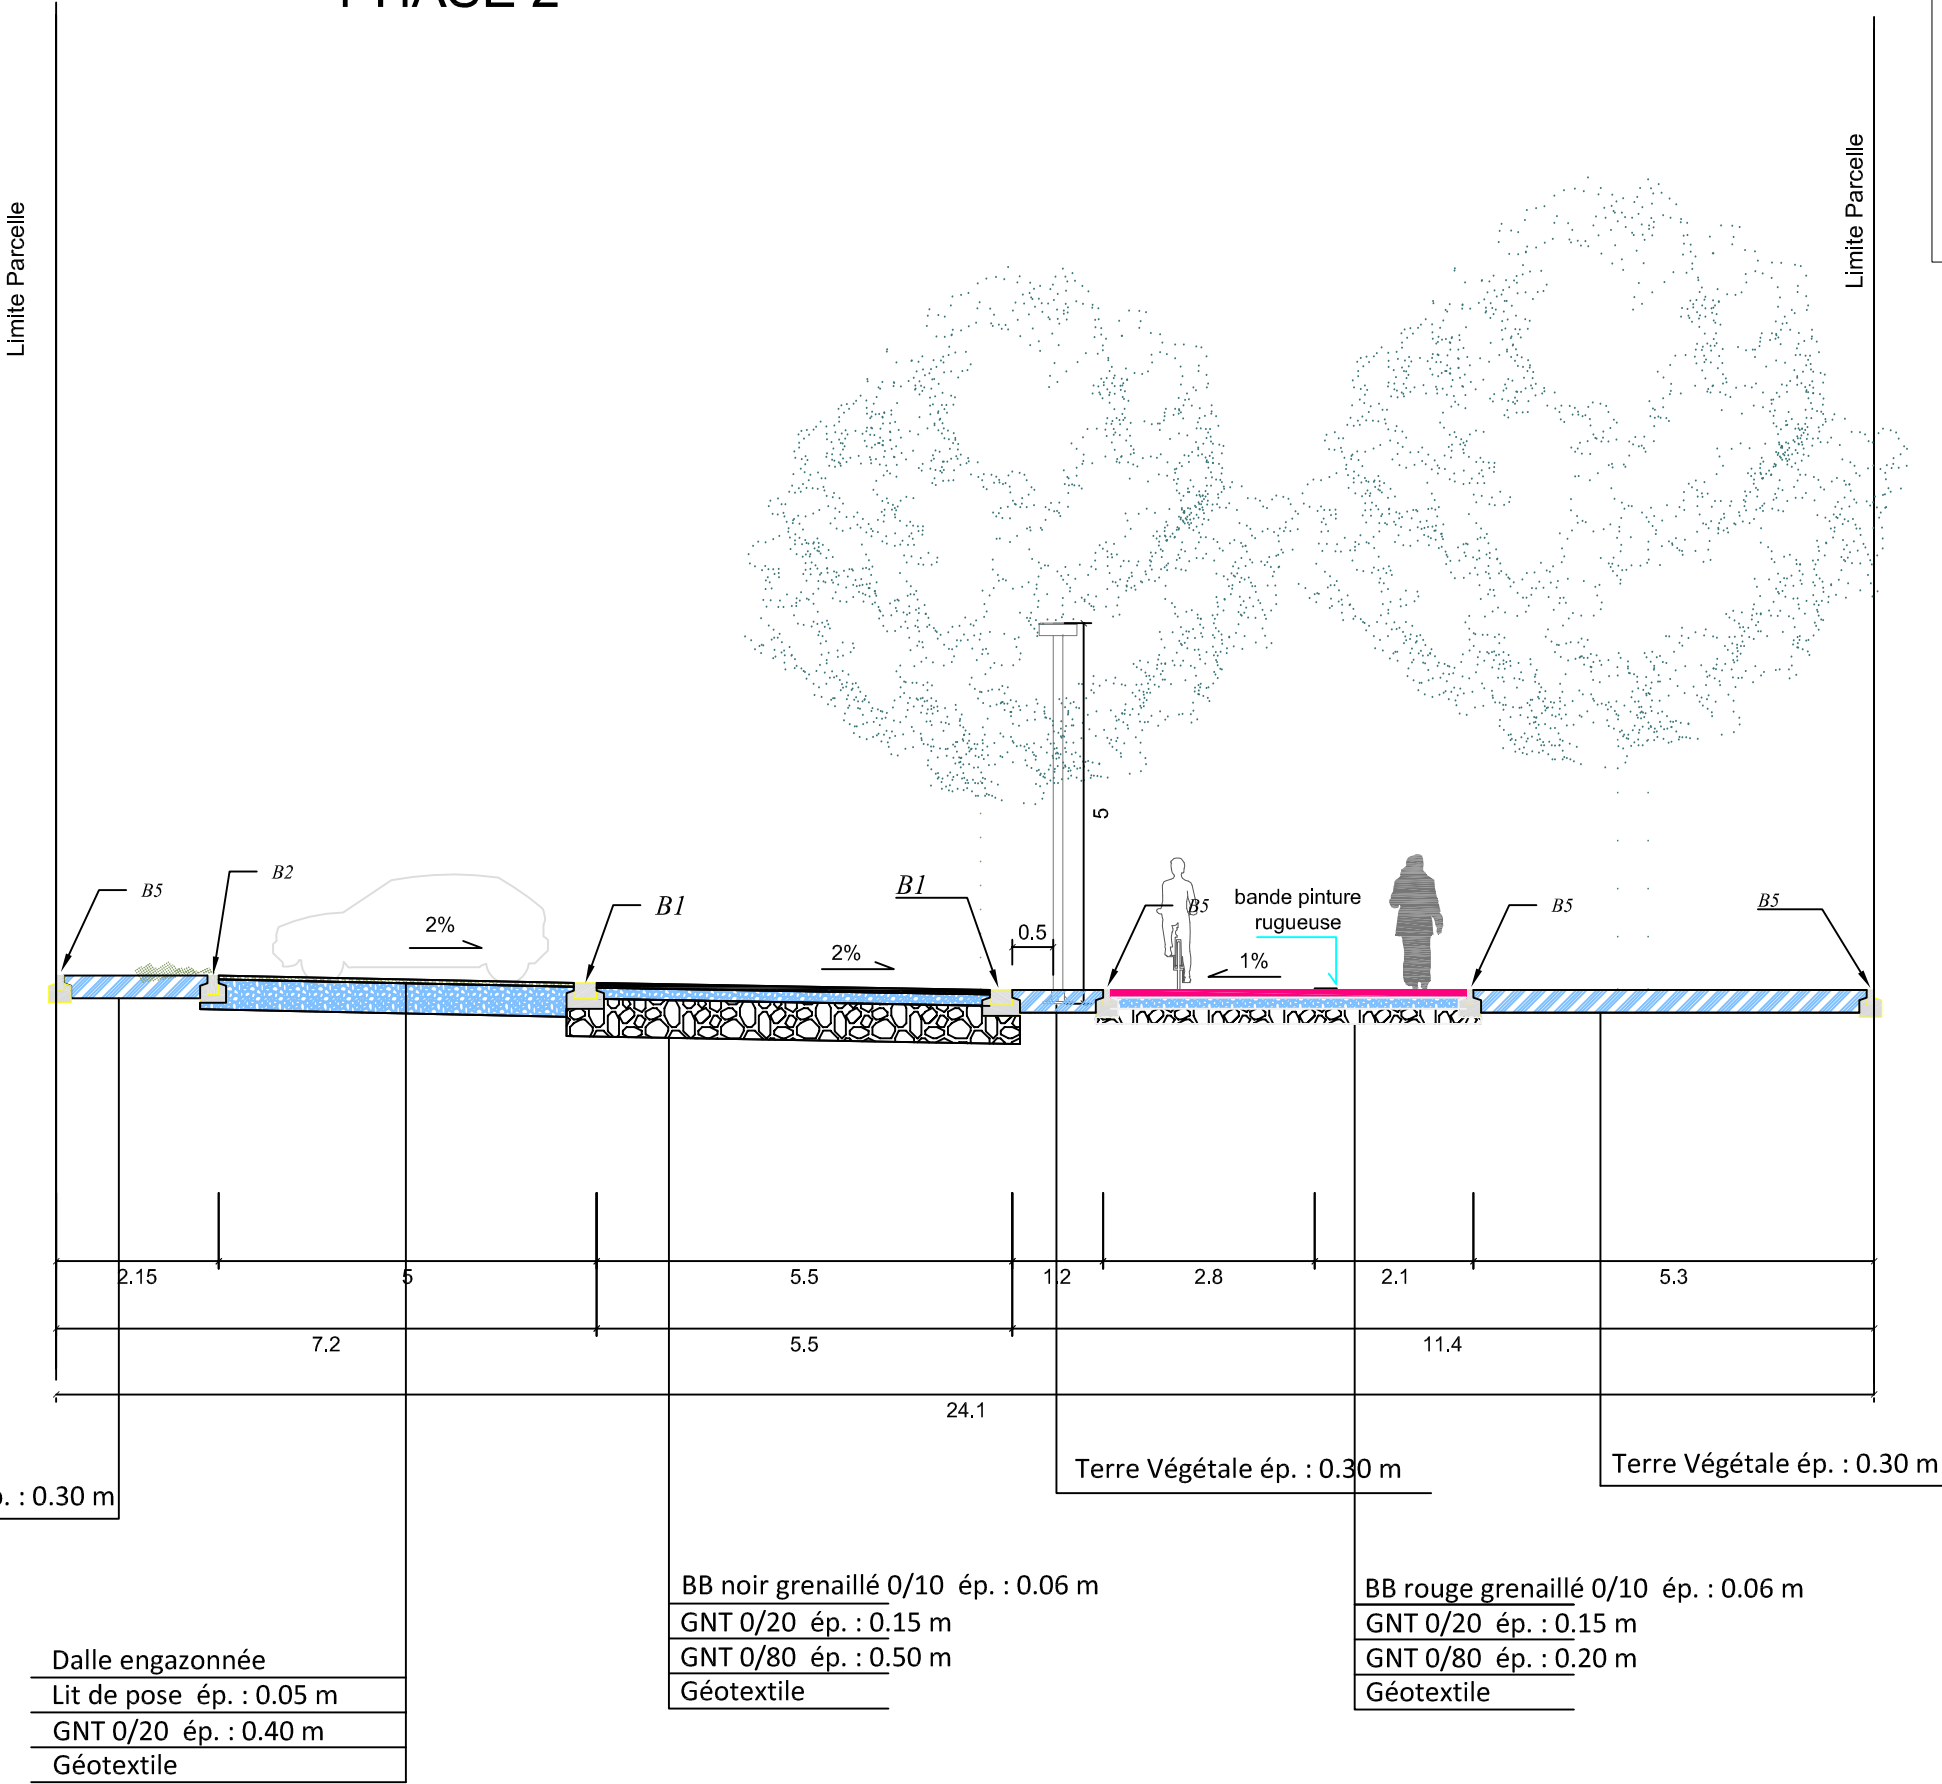 PHASE 2
Limite Parcelle
Limite Parcelle
5
B5
B2
2%
B1
2%
B1
0.5
B5
bande pinture
rugueuse
1%
B5
B5
2.15
5
5.5
1.2
2.8
2.1
5.3
7.2
5.5
11.4
24.1
: 0.30 m
Terre Végétale ép. : 0.30 m
Terre Végétale ép. : 0.30 m
BB noir grenaillé 0/10 ép. : 0.06 m
GNT 0/20 ép. : 0.15 m
GNT 0/80 ép. : 0.50 m
Géotextile
BB rouge grenaillé 0/10 ép. : 0.06 m
GNT 0/20 ép. : 0.15 m
GNT 0/80 ép. : 0.20 m
Géotextile
Dalle engazonnée
Lit de pose ép. : 0.05 m
GNT 0/20 ép. : 0.40 m
Géotextile